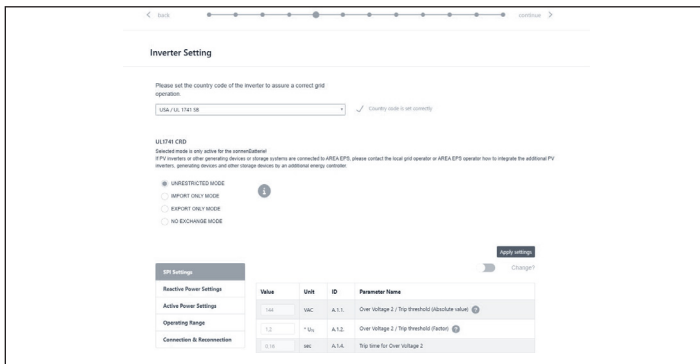 back
continue
Inverter Setting
Please set the country code of the inverter to assure a correct grid
operation.
USA / UL 1741 SB
Country code is set correctly
UL1741 CRD
Selected mode is only active for the sonnenBatterie!
If PV inverters or other generating devices or storage systems are connected to AREA EPS, please contact the local grid operator or AREA EPS operator how to integrate the additional PV
inverters, generating devices and other storage devices by an additional energy controller.
UNRESTRICTED MODE
IMPORT ONLY MODE
EXPORT ONLY MODE
NO EXCHANGE MODE
Apply settings
Change?
SPI Settings
Reactive Power Settings
Active Power Settings
Operating Range
Connection & Reconnection
Value Unit ID Parameter Name
144 VAC A.1.1. Over Voltage 2 / Trip threshold (Absolute value) ?
1.2 * Un A.1.2. Over Voltage 2 / Trip threshold (Factor) ?
0.16 sec A.1.4. Trip time for Over Voltage 2